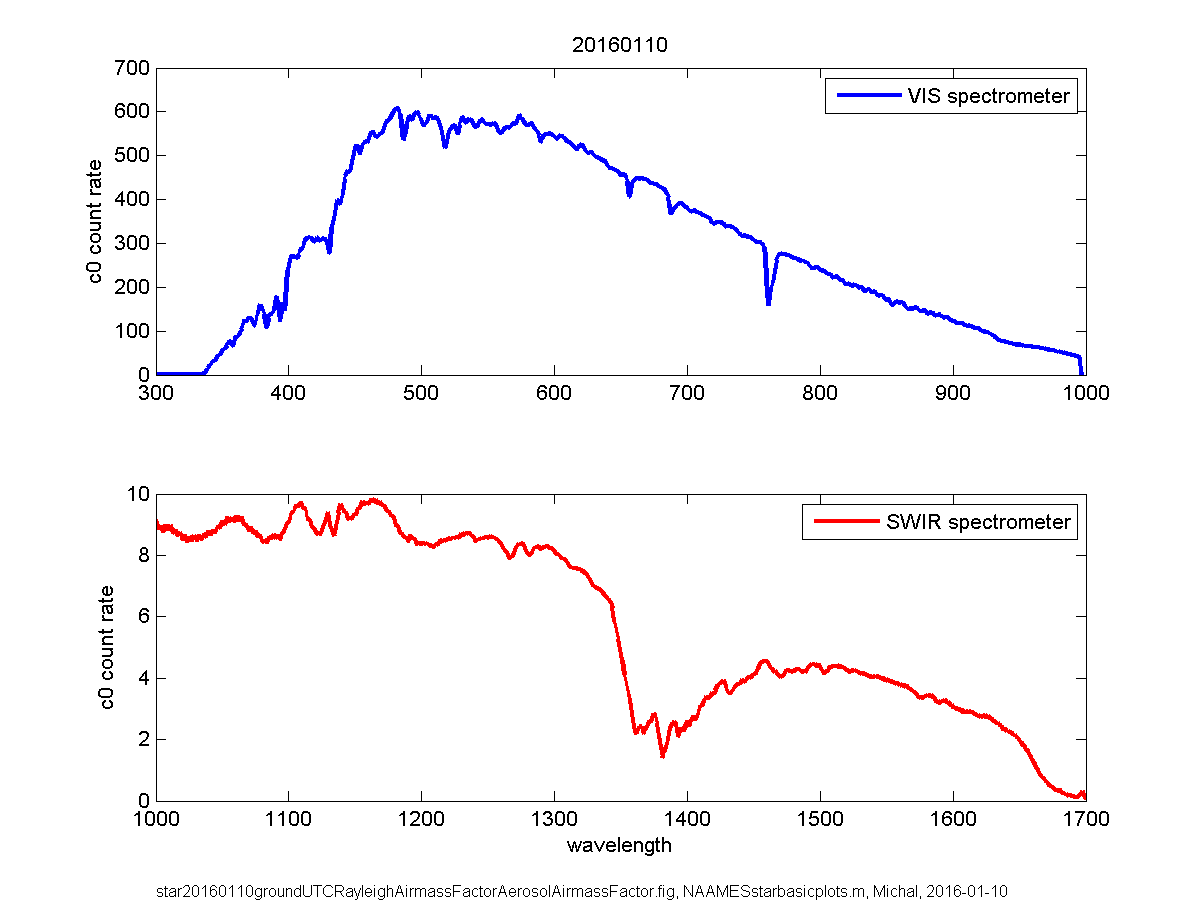 20160110
700
600
500
400
300
200
100
0
c0 count rate
VIS spectrometer
300 400 500 600 700 800 900 1000
10
8
6
4
2
0
c0 count rate
SWIR spectrometer
1000 1100 1200 1300 1400 1500 1600 1700
wavelength
star20160110groundUTCRayleighAirmassFactorAerosolAirmassFactor.fig, NAAMESstarbasicplots.m, Michal, 2016-01-10